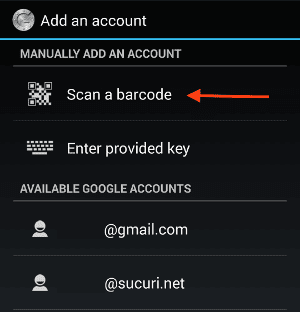 Add an account
MANUALLY ADD AN ACCOUNT
Scan a barcode
Enter provided key
AVAILABLE GOOGLE ACCOUNTS
@gmail.com
@sucuri.net